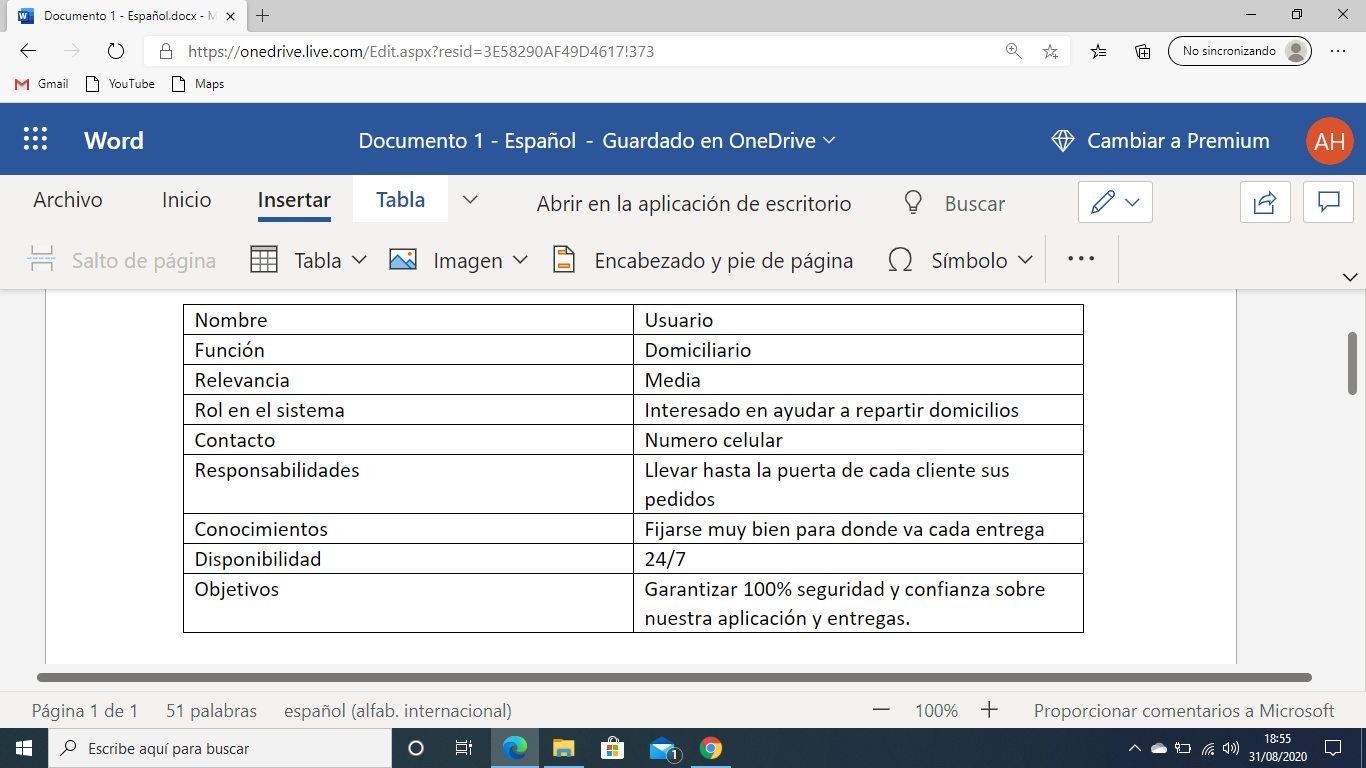 Documento 1 - Español.docx - M
https://onedrive.live.com/Edit.aspx?resid=3E58290AF49D4617!373
No sincronizando
Gmail YouTube Maps
Word Documento 1 - Español - Guardado en OneDrive Cambiar a Premium AH
Archivo Inicio Insertar Tabla Abrir en la aplicación de escritorio Buscar
Salto de página Tabla Imagen Encabezado y pie de página Símbolo
Nombre Usuario
Función Domiciliario
Relevancia Media
Rol en el sistema Interesado en ayudar a repartir domicilios
Contacto Numero celular
Responsabilidades Llevar hasta la puerta de cada cliente sus
pedidos
Conocimientos Fijarse muy bien para donde va cada entrega
Disponibilidad 24/7
Objetivos Garantizar 100% seguridad y confianza sobre
nuestra aplicación y entregas.
Página 1 de 1 51 palabras español (alfab. internacional) 100% Proporcionar comentarios a Microsoft
Escribe aquí para buscar 1 18:55
31/08/2020